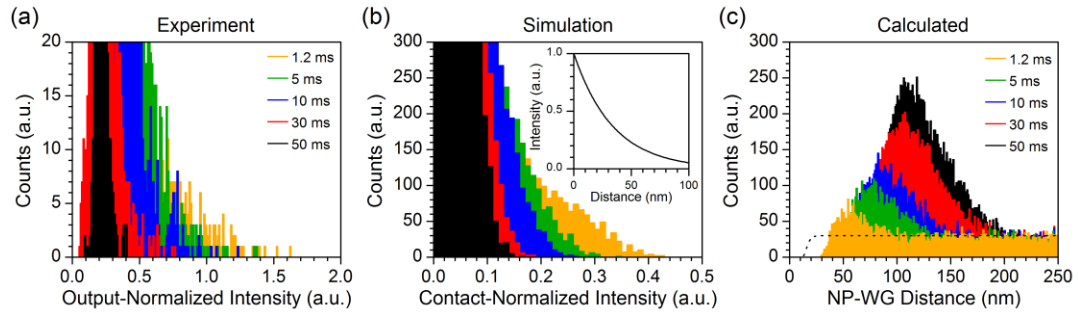 (a)
Experiment
Counts (a.u.)
20
15
10
5
0
0.0
0.5
1.0
1.5
2.0
Output-Normalized Intensity (a.u.)
1.2 ms
5 ms
10 ms
30 ms
50 ms
(b)
Simulation
Counts (a.u.)
300
250
200
150
100
50
0
0.0
0.1
0.2
0.3
0.4
0.5
Contact-Normalized Intensity (a.u.)
Intensity (a.u.)
1.0
0.5
0.0
0
50
100
Distance (nm)
(c)
Calculated
Counts (a.u.)
300
250
200
150
100
50
0
0
50
100
150
200
250
NP-WG Distance (nm)
1.2 ms
5 ms
10 ms
30 ms
50 ms